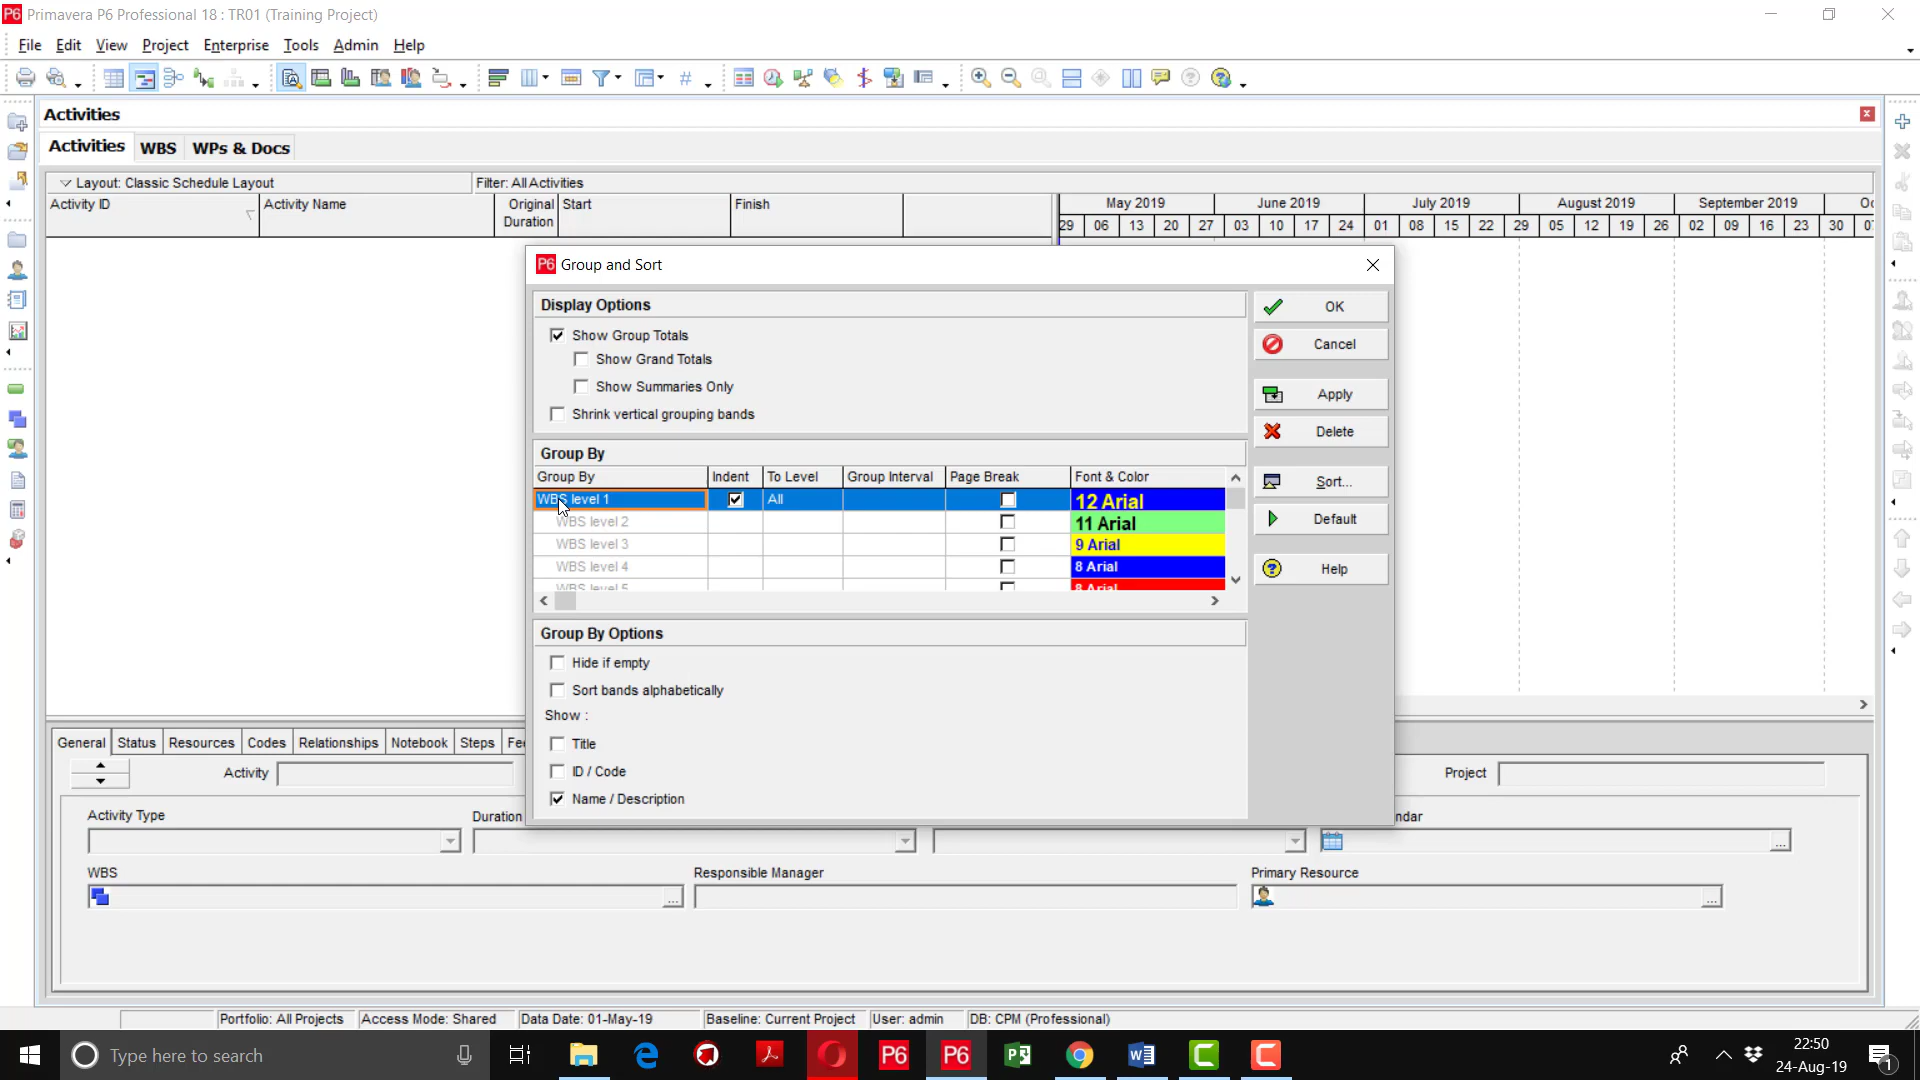 P6 Primavera P6 Professional 18 : TR01 (Training Project)
File Edit View Project Enterprise Tools Admin Help
Activities
Activities WBS WPs & Docs
Layout: Classic Schedule Layout Filter: All Activities
Activity ID Activity Name Original Duration Start Finish
May 2019 June 2019 July 2019 August 2019 September 2019
29 06 13 20 27 03 10 17 24 01 08 15 22 29 05 12 19 26 02 09 16 23 30
P6 Group and Sort
Display Options
Show Group Totals
Show Grand Totals
Show Summaries Only
Shrink vertical grouping bands
OK
Cancel
Apply
Delete
Sort...
Default
Help
Group By
Group By Indent To Level Group Interval Page Break Font & Color
WBS level 1 All 12 Arial
WBS level 2 11 Arial
WBS level 3 9 Arial
WBS level 4 8 Arial
WBS level 5 8 Arial
Group By Options
Hide if empty
Sort bands alphabetically
Show :
Title
ID / Code
Name / Description
General Status Resources Codes Relationships Notebook Steps
Activity Project
Activity Type Duration
WBS Responsible Manager Primary Resource
Portfolio: All Projects Access Mode: Shared Data Date: 01-May-19 Baseline: Current Project User: admin DB: CPM (Professional)
Type here to search
P6 P6
22:50
24-Aug-19
1